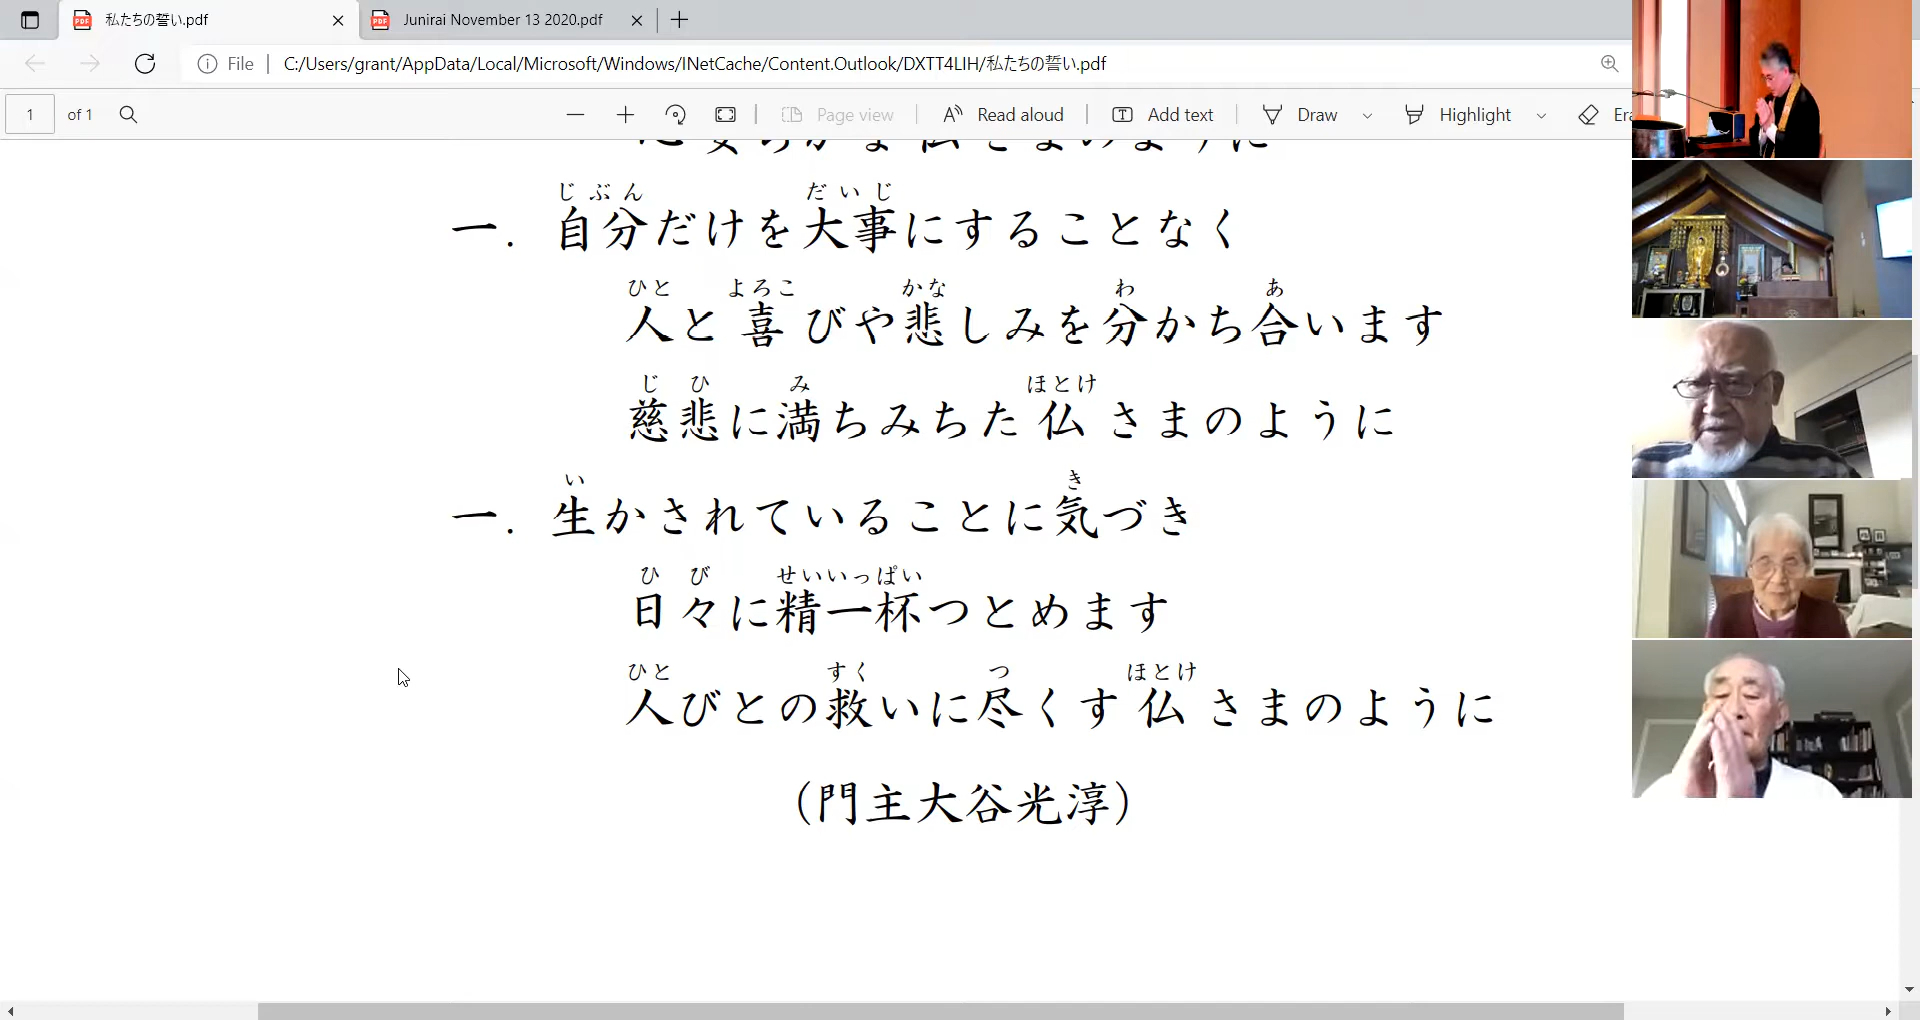 私たちの誓い.pdf
Junirai November 13 2020.pdf
File
C:/Users/grant/AppData/Local/Microsoft/Windows/INetCache/Content.Outlook/DXTT4LIH/私たちの誓い.pdf
1 of 1
Page view
Read aloud
Add text
Draw
Highlight
じぶん だいじ
一. 自分だけを大事にすることなく
ひと よろこ かな わ あ
人と喜びや悲しみを分かち合います
じひ み ほとけ
慈悲に満ちみちた仏さまのように
い き
一. 生かされていることに気づき
ひび せいいっぱい
日々に精一杯つとめます
ひと すく つ ほとけ
人びとの救いに尽くす仏さまのように
(門主大谷光淳)